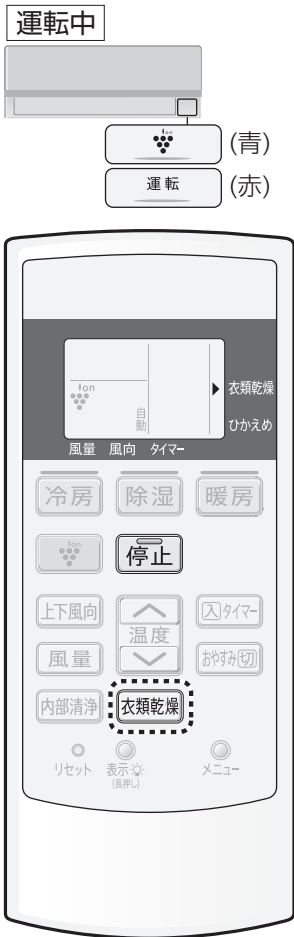 運転中
ion
(青)
運転
(赤)
ion
自動
衣類乾燥
ひかえめ
風量 風向 タイマー
冷房 除湿 暖房
ion
停止
上下風向
温度
入タイマー
風量
おやすみ切
内部清浄
衣類乾燥
リセット
表示・
(長押し)
メニュー